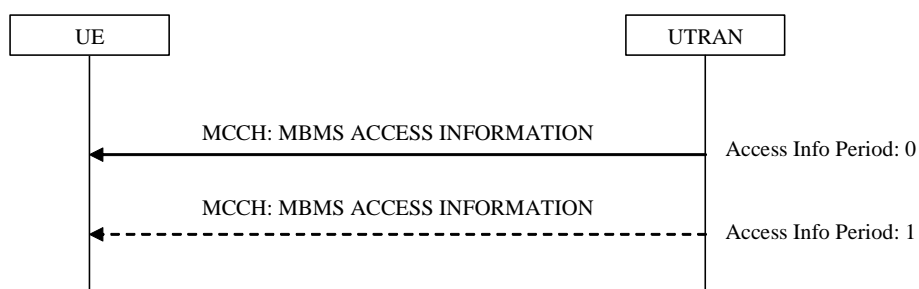 UE
UTRAN
MCCH: MBMS ACCESS INFORMATION
Access Info Period: 0
MCCH: MBMS ACCESS INFORMATION
Access Info Period: 1